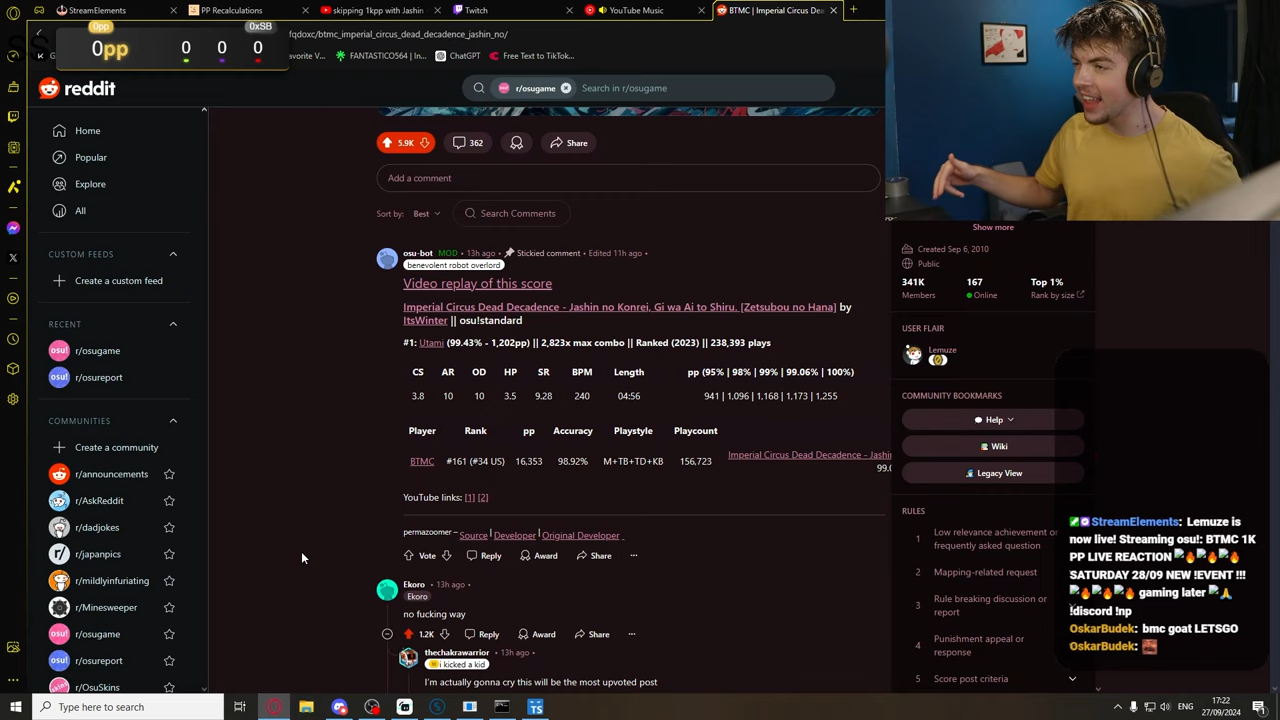 StreamElements
PP Recalculations
skipping 1kpp with Jashin
Twitch
YouTube Music
BTMC | Imperial Circus De
0pp
0xSB
0pp 0 0 0
fqdoxc/btmc_imperial_circus_dead_decadence_jashin_no/
avorite V...
FANTASTICO564 | In...
ChatGPT
Free Text to TikTok...
reddit
r/osugame
Search in r/osugame
Home
Popular
Explore
All
CUSTOM FEEDS
Create a custom feed
RECENT
r/osugame
r/osureport
COMMUNITIES
Create a community
r/announcements
r/AskReddit
r/dadjokes
r/japanpics
r/mildlyinfuriating
r/Minesweeper
r/osugame
r/osureport
r/OsuSkins
5.9K
362
Share
Add a comment
Sort by: Best
Search Comments
osu-bot MOD • 13h ago • Stickied comment • Edited 11h ago •
benevolent robot overlord
Video replay of this score
Imperial Circus Dead Decadence - Jashin no Konrei, Gi wa Ai to Shiru. [Zetsubou no Hana] by
ItsWinter || osu!standard
#1: Utami (99.43% - 1,202pp) || 2,823x max combo || Ranked (2023) || 238,393 plays
CS AR OD HP SR BPM Length pp (95% | 98% | 99% | 99.06% | 100%)
3.8 10 10 3.5 9.28 240 04:56 941 | 1,096 | 1,168 | 1,173 | 1,255
Player Rank pp Accuracy Playstyle Playcount
BTMC #161 (#34 US) 16,353 98.92% M+TB+TD+KB 156,723 Imperial Circus Dead Decadence - Jashi
99.0
YouTube links: [1] [2]
permazoomer— Source | Developer | Original Developer
Vote Reply Award Share
Ekoro • 13h ago •
Ekoro
no fucking way
1.2K Reply Award Share
thechakrawarrior • 13h ago •
i kicked a kid
I'm actually gonna cry this will be the most upvoted post
Show more
Created Sep 6, 2010
Public
341K 167 Top 1%
Members Online Rank by size
USER FLAIR
Lemuze
COMMUNITY BOOKMARKS
Help
Wiki
Legacy View
RULES
1 Low relevance achievement or
frequently asked question
2 Mapping-related request
3 Rule breaking discussion or
report
4 Punishment appeal or
response
5 Score post criteria
StreamElements: Lemuze is
now live! Streaming osu!: BTMC 1K
PP LIVE REACTION
SATURDAY 28/09 NEW !EVENT !!!
gaming later
!discord !np
OskarBudek: bmc goat LETSGO
OskarBudek:
Type here to search
ENG
17:22
27/09/2024